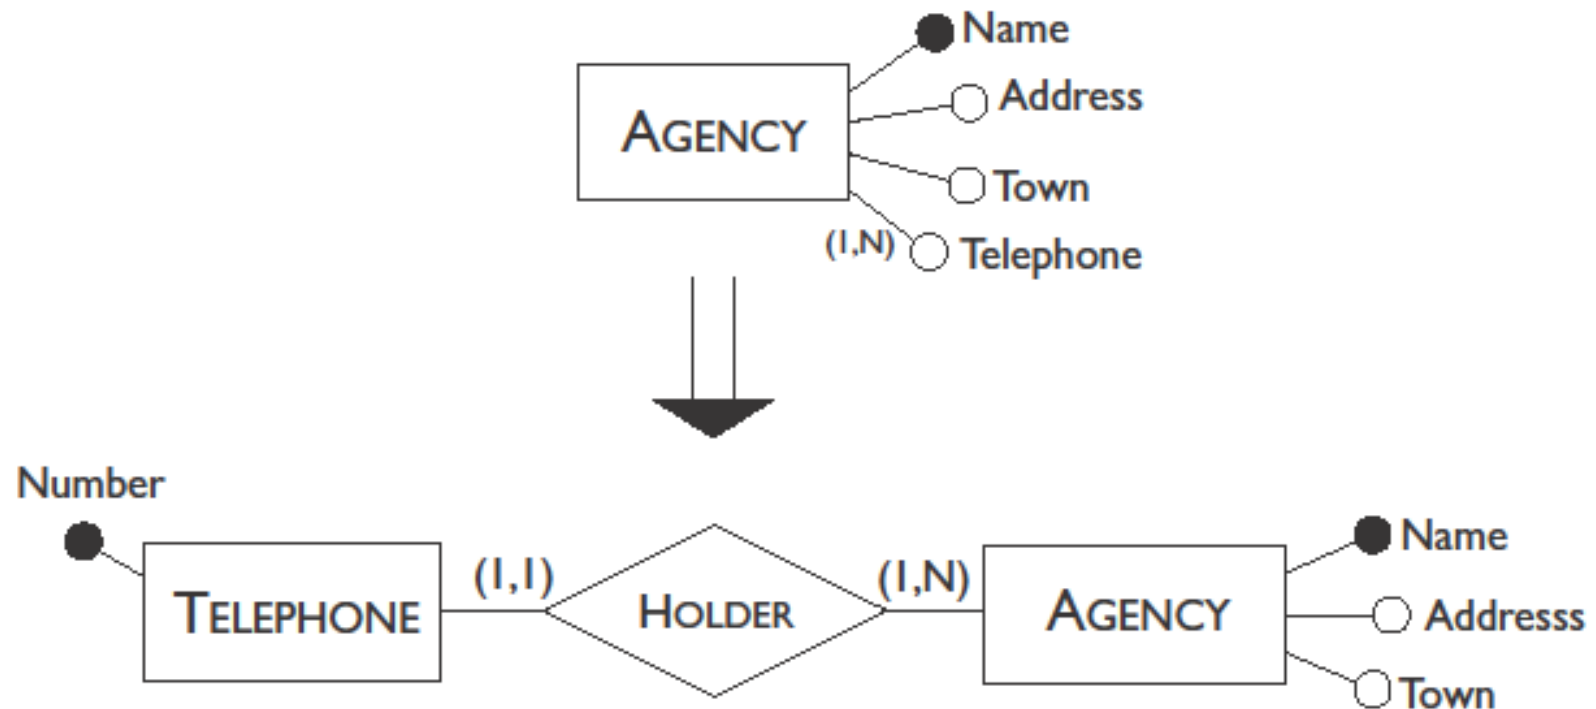 Name
Address
AGENCY
Town
(1,N)
Telephone
Number
Name
(1,1)
(1,N)
TELEPHONE
HOLDER
AGENCY
Addresss
Town